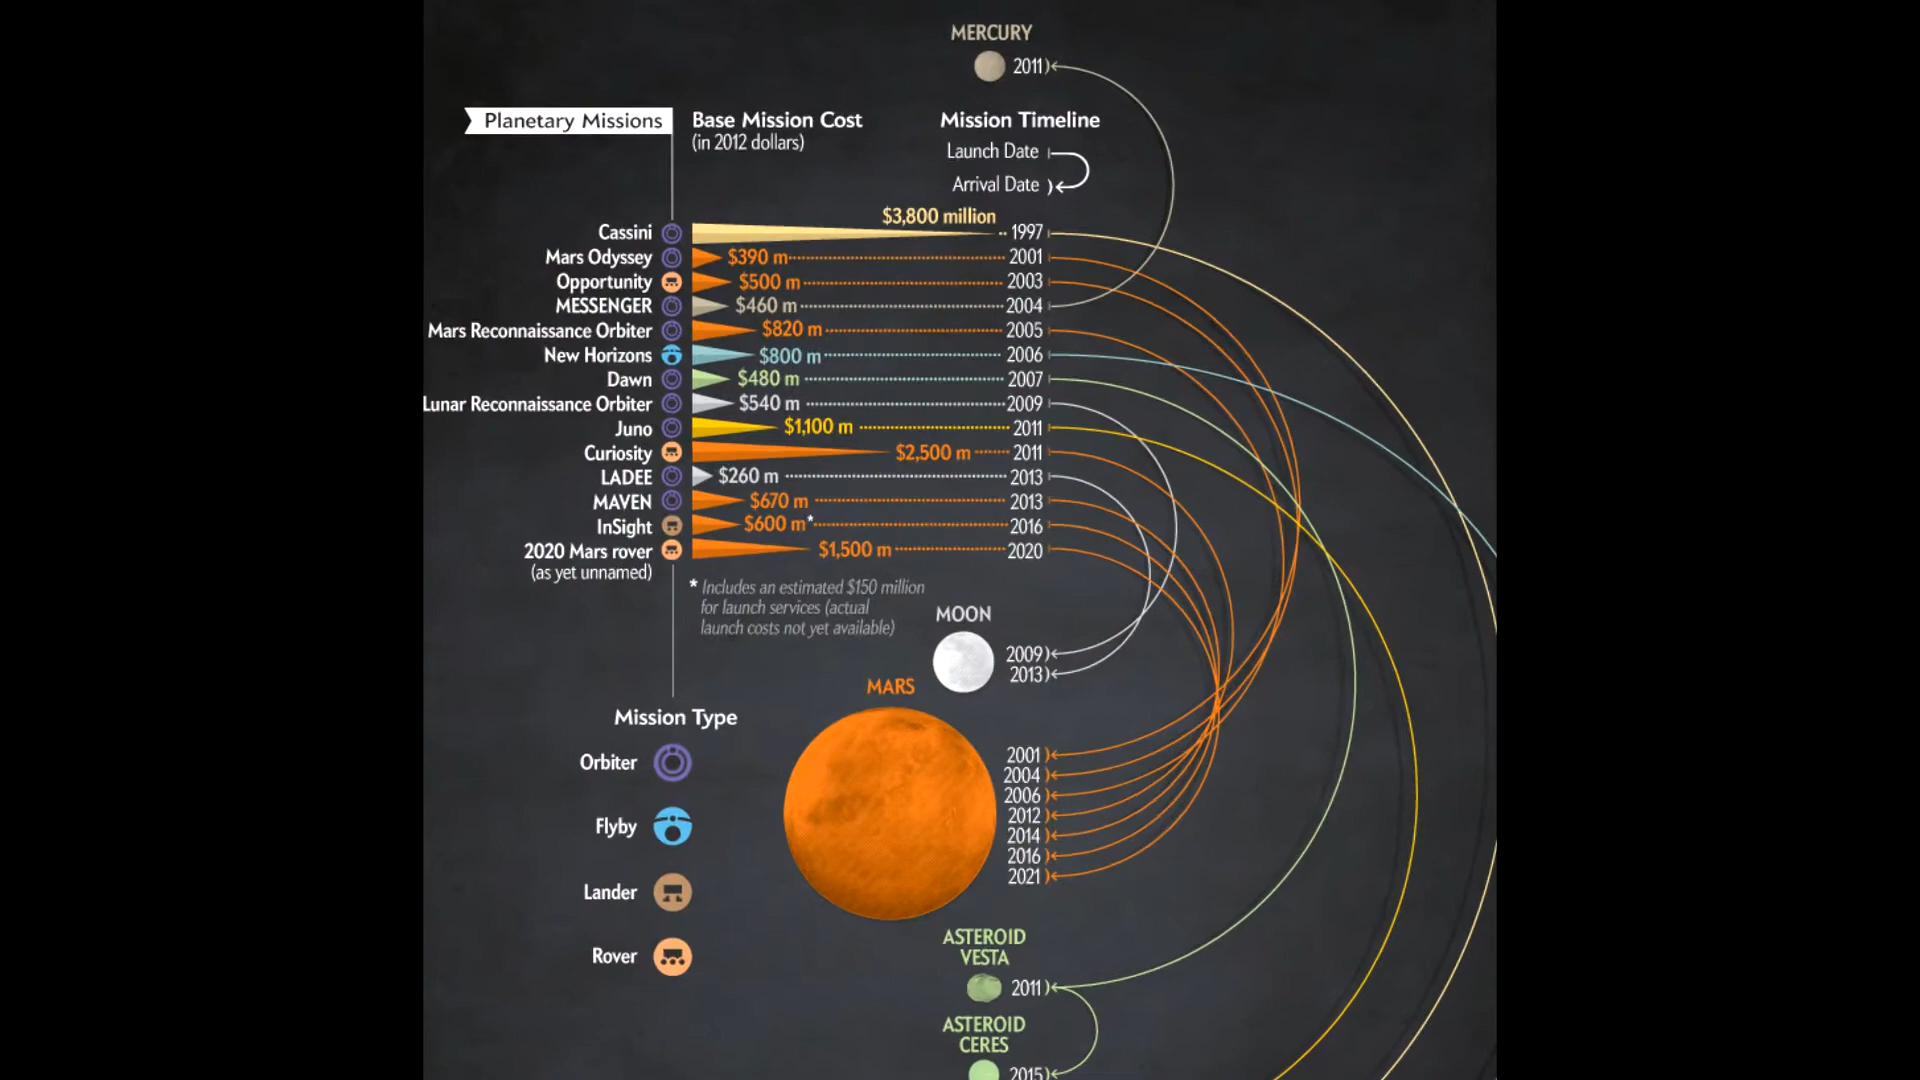 MERCURY
2011
Planetary Missions
Base Mission Cost
(in 2012 dollars)
Mission Timeline
Launch Date
Arrival Date
$3,800 million
Cassini 1997
Mars Odyssey $390 m 2001
Opportunity $500 m 2003
MESSENGER $460 m 2004
Mars Reconnaissance Orbiter $820 m 2005
New Horizons $800 m 2006
Dawn $480 m 2007
Lunar Reconnaissance Orbiter $540 m 2009
Juno $1,100 m 2011
Curiosity $2,500 m 2011
LADEE $260 m 2013
MAVEN $670 m 2013
InSight $600 m* 2016
2020 Mars rover $1,500 m 2020
(as yet unnamed)
* Includes an estimated $150 million
for launch services (actual
launch costs not yet available)
MOON
2009
2013
MARS
2001
2004
2006
2012
2014
2016
2021
Mission Type
Orbiter
Flyby
Lander
Rover
ASTEROID
VESTA
2011
ASTEROID
CERES
2015